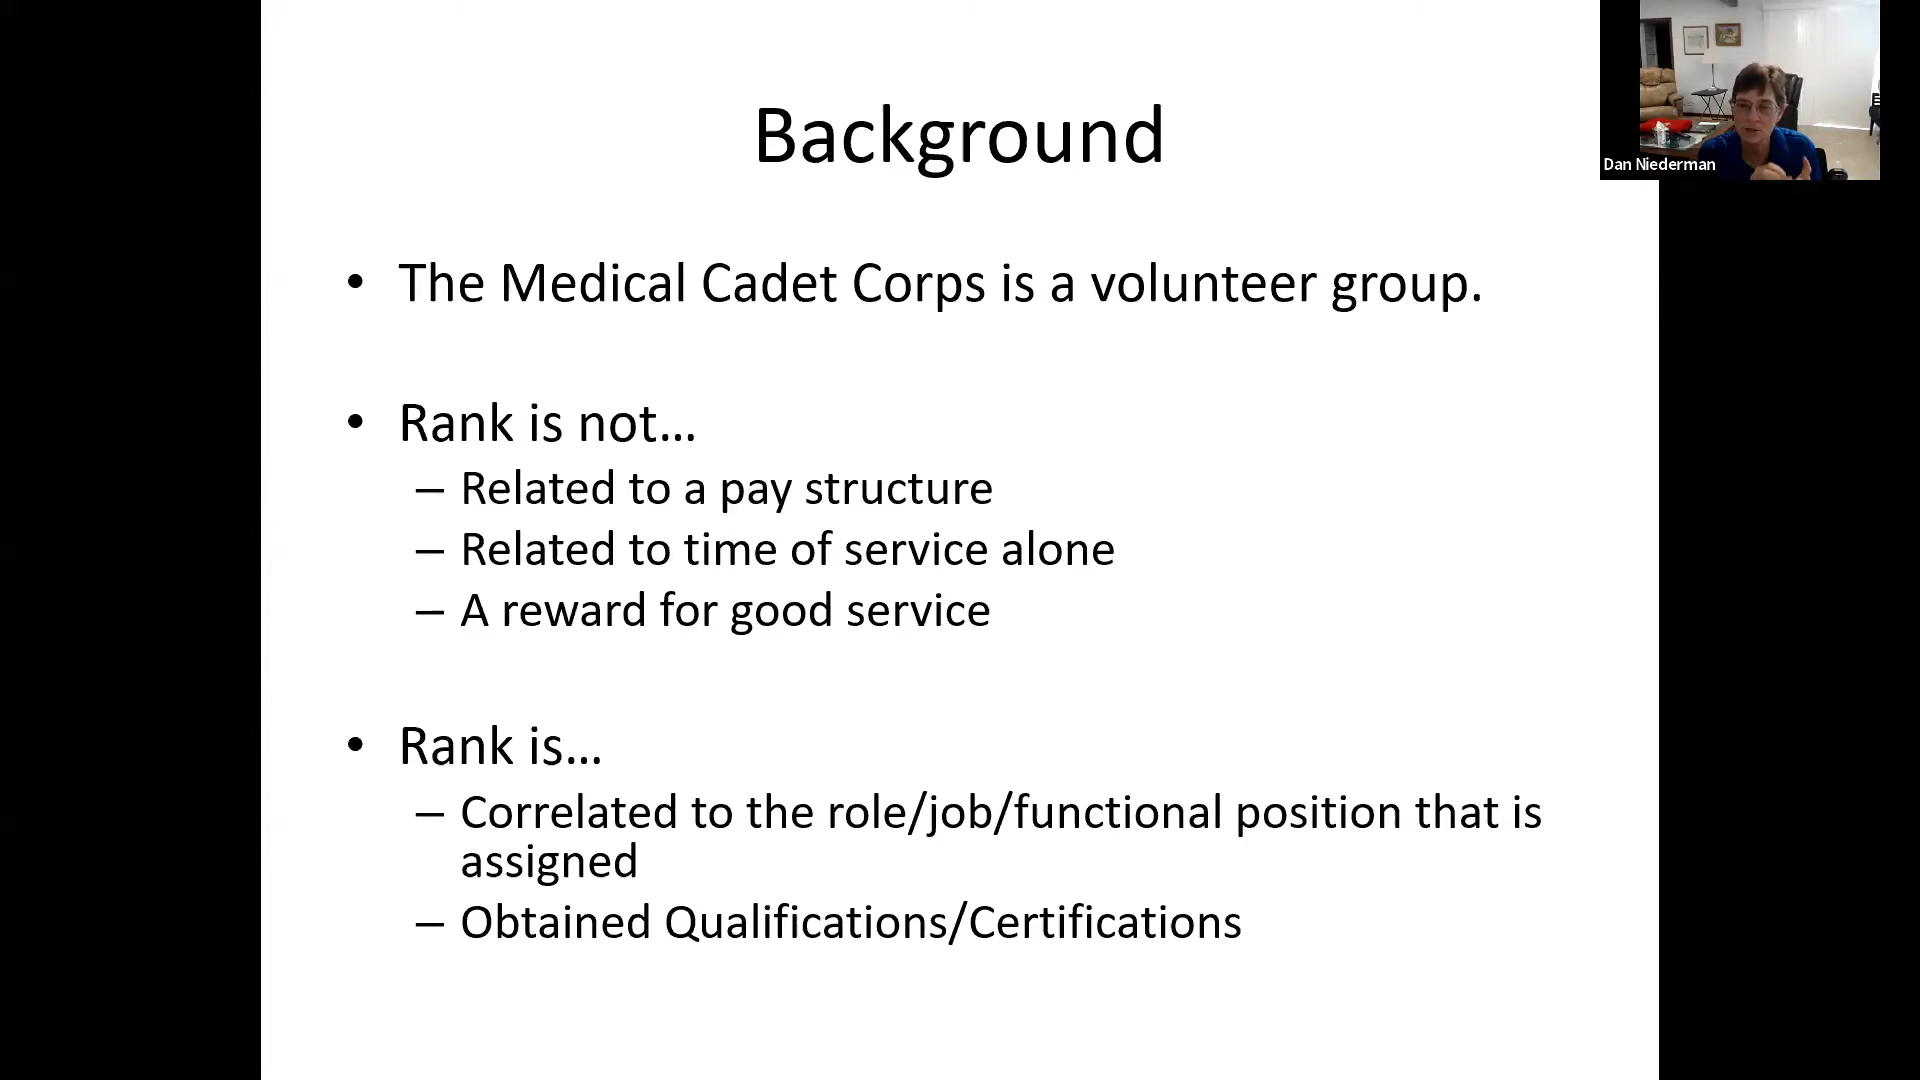 Background
Dan Niederman
• The Medical Cadet Corps is a volunteer group.
• Rank is not…
– Related to a pay structure
– Related to time of service alone
– A reward for good service
• Rank is…
– Correlated to the role/job/functional position that is
assigned
– Obtained Qualifications/Certifications